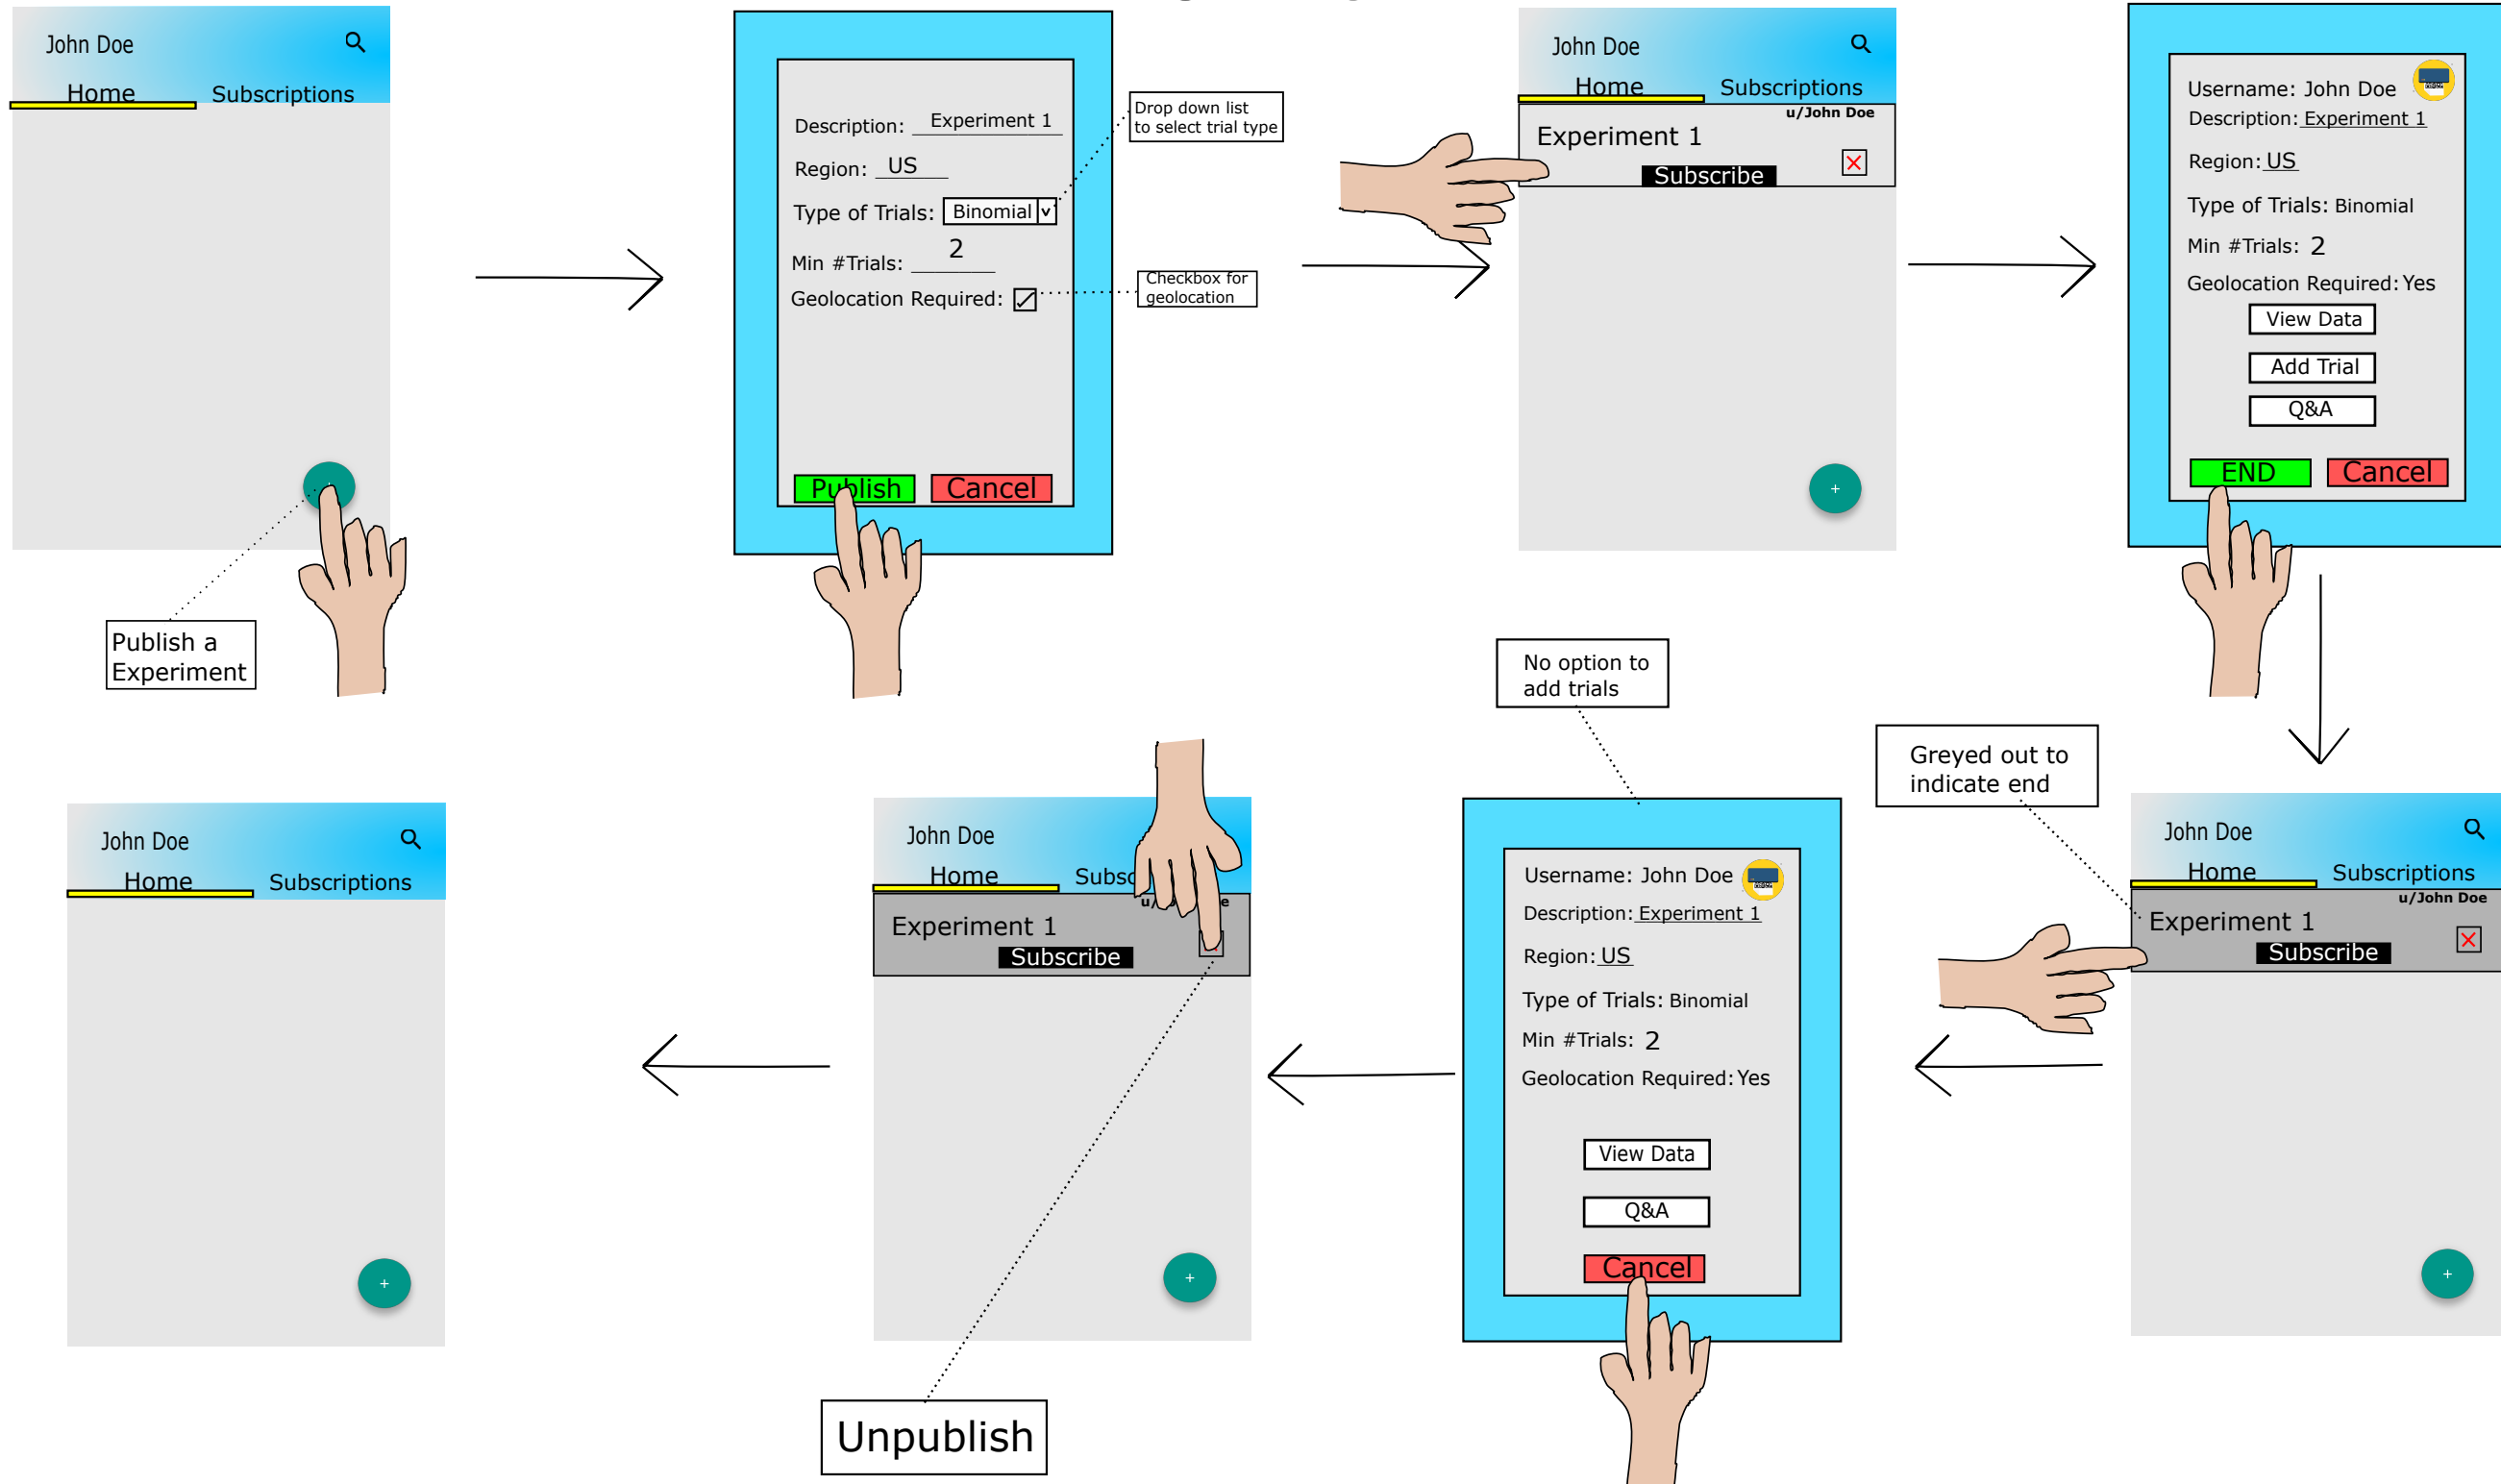 John Doe
Home
Subscriptions
+
Publish a
Experiment
Description: Experiment 1
Region: US
Type of Trials: Binomial v
Min #Trials: 2
Geolocation Required:
Publish
Cancel
Drop down list
to select trial type
Checkbox for
geolocation
John Doe
Home
Subscriptions
u/John Doe
Experiment 1
Subscribe
+
Username: John Doe
Description: Experiment 1
Region: US
Type of Trials: Binomial
Min #Trials: 2
Geolocation Required: Yes
View Data
Add Trial
Q&A
END
Cancel
Greyed out to
indicate end
John Doe
Home
Subscriptions
u/John Doe
Experiment 1
Subscribe
+
No option to
add trials
Username: John Doe
Description: Experiment 1
Region: US
Type of Trials: Binomial
Min #Trials: 2
Geolocation Required: Yes
View Data
Q&A
Cancel
John Doe
Home
Experiment 1
Subscribe
+
Unpublish
John Doe
Home
Subscriptions
+